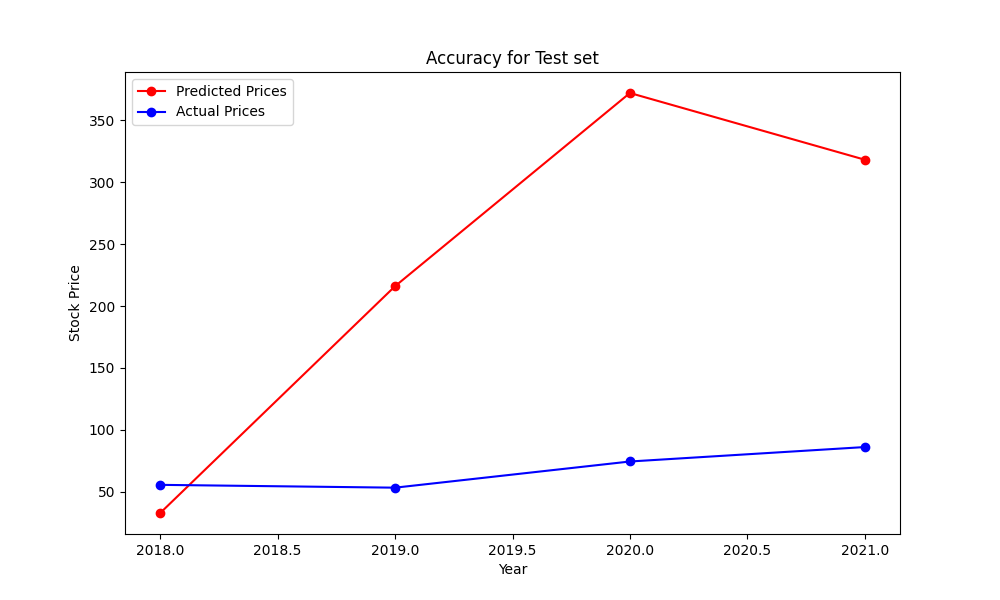 Accuracy for Test set
Predicted Prices
Actual Prices
350
300
250
200
150
100
50
Stock Price
2018.0 2018.5 2019.0 2019.5 2020.0 2020.5 2021.0
Year